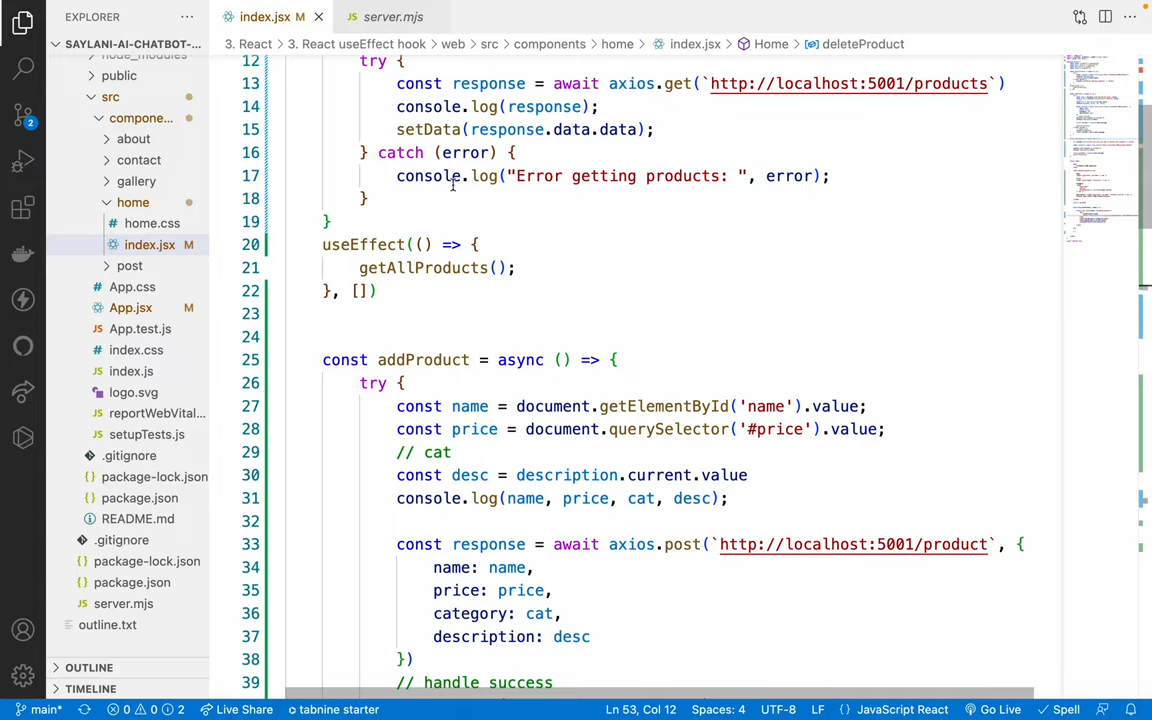 EXPLORER
index.jsx M
server.mjs
SAYLANI-AI-CHATBOT-...
3. React > 3. React useEffect hook > web > src > components > home > index.jsx > Home > deleteProduct
node_modules
public
src
compone...
about
contact
gallery
home
home.css
index.jsx M
post
App.css
App.jsx M
App.test.js
index.css
index.js
logo.svg
reportWebVital...
setupTests.js
.gitignore
package-lock.json
package.json
README.md
.gitignore
package-lock.json
package.json
server.mjs
outline.txt
OUTLINE
TIMELINE
2
12 try {
13 const response = await axios.get(`http://localhost:5001/products`)
14 console.log(response);
15 setData(response.data.data);
16 } catch (error) {
17 console.log("Error getting products: ", error);
18 }
19 }
20 useEffect(() => {
21 getAllProducts();
22 }, [])
23
24
25 const addProduct = async () => {
26 try {
27 const name = document.getElementById('name').value;
28 const price = document.querySelector('#price').value;
29 // cat
30 const desc = description.current.value
31 console.log(name, price, cat, desc);
32
33 const response = await axios.post(`http://localhost:5001/product`, {
34 name: name,
35 price: price,
36 category: cat,
37 description: desc
38 })
39 // handle success
main* 0 0 2 Live Share tabnine starter Ln 53, Col 12 Spaces: 4 UTF-8 LF {} JavaScript React Go Live Spell